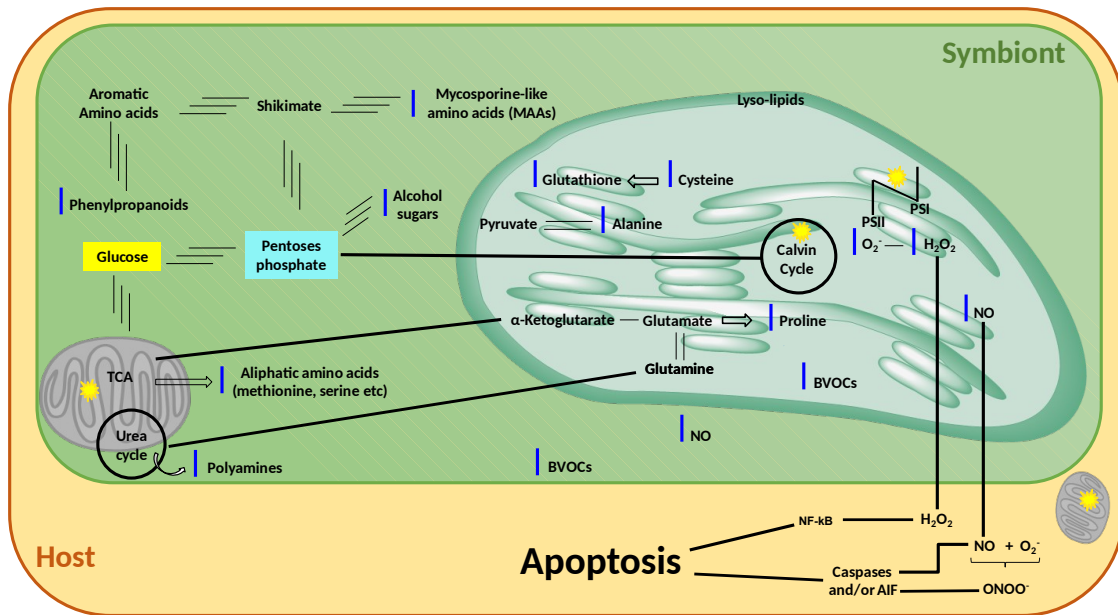 Symbiont
Lyso-lipids
Aromatic
Amino acids
Shikimate
Mycosporine-like
amino acids (MAAs)
Phenylpropanoids
Alcohol
sugars
Glutathione
Cysteine
Pyruvate
Alanine
PSII
PSI
O₂⁻
H₂O₂
Glucose
Pentoses
phosphate
Calvin
Cycle
α-Ketoglutarate
Glutamate
Proline
NO
Glutamine
BVOCs
TCA
Aliphatic amino acids
(methionine, serine etc)
Urea
cycle
Polyamines
NO
BVOCs
Host
Apoptosis
NF-kB
H₂O₂
NO + O₂⁻
Caspases
and/or AIF
ONOO⁻